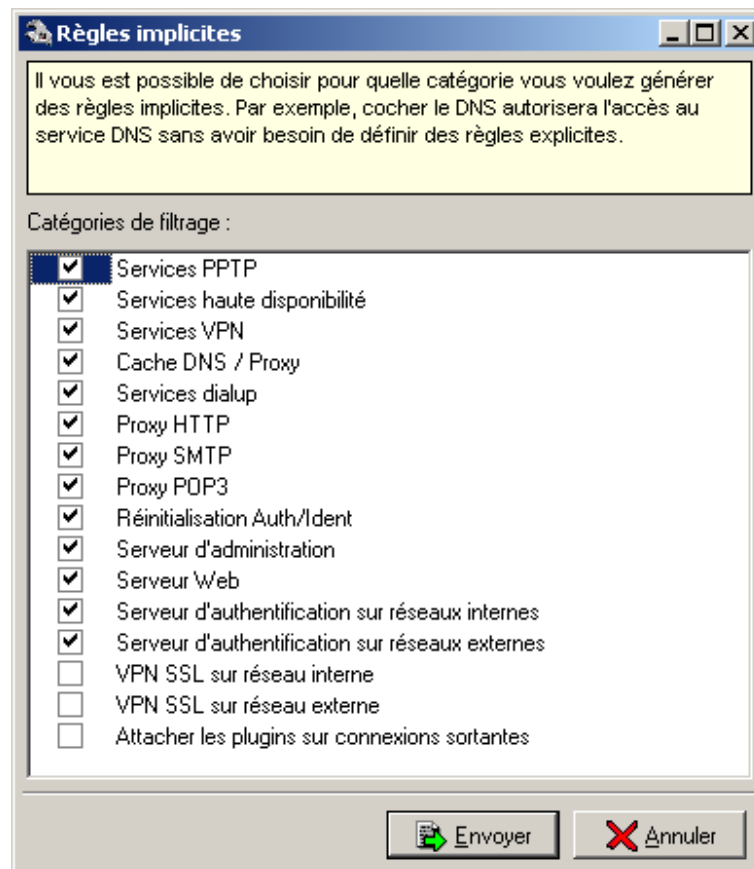 Règles implicites
Il vous est possible de choisir pour quelle catégorie vous voulez générer
des règles implicites. Par exemple, cocher le DNS autorisera l'accès au
service DNS sans avoir besoin de définir des règles explicites.
Catégories de filtrage :
Services PPTP
Services haute disponibilité
Services VPN
Cache DNS / Proxy
Services dialup
Proxy HTTP
Proxy SMTP
Proxy POP3
Réinitialisation Auth/Ident
Serveur d'administration
Serveur Web
Serveur d'authentification sur réseaux internes
Serveur d'authentification sur réseaux externes
VPN SSL sur réseau interne
VPN SSL sur réseau externe
Attacher les plugins sur connexions sortantes
Envoyer Annuler